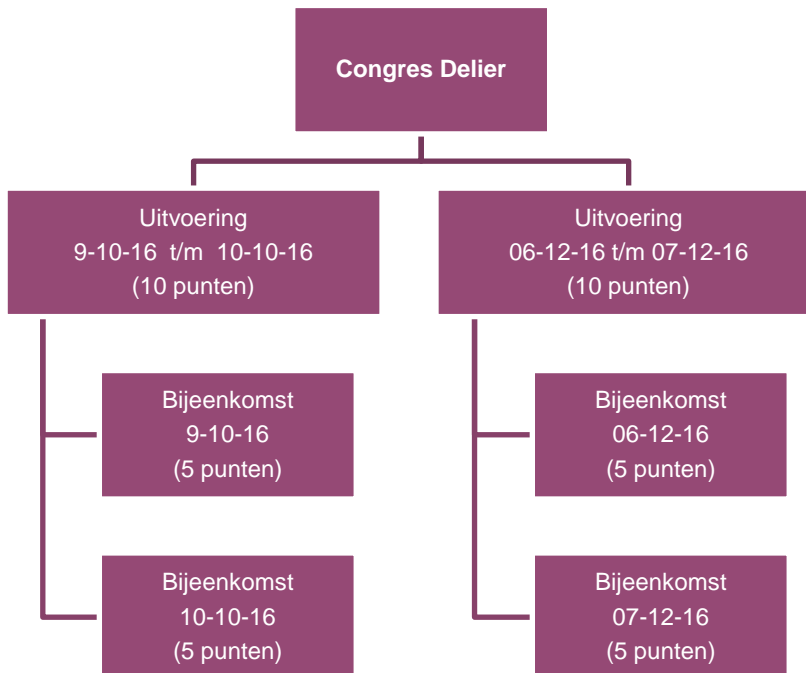 Congres Delier
Uitvoering
9-10-16 t/m 10-10-16
(10 punten)
Uitvoering
06-12-16 t/m 07-12-16
(10 punten)
Bijeenkomst
9-10-16
(5 punten)
Bijeenkomst
06-12-16
(5 punten)
Bijeenkomst
10-10-16
(5 punten)
Bijeenkomst
07-12-16
(5 punten)